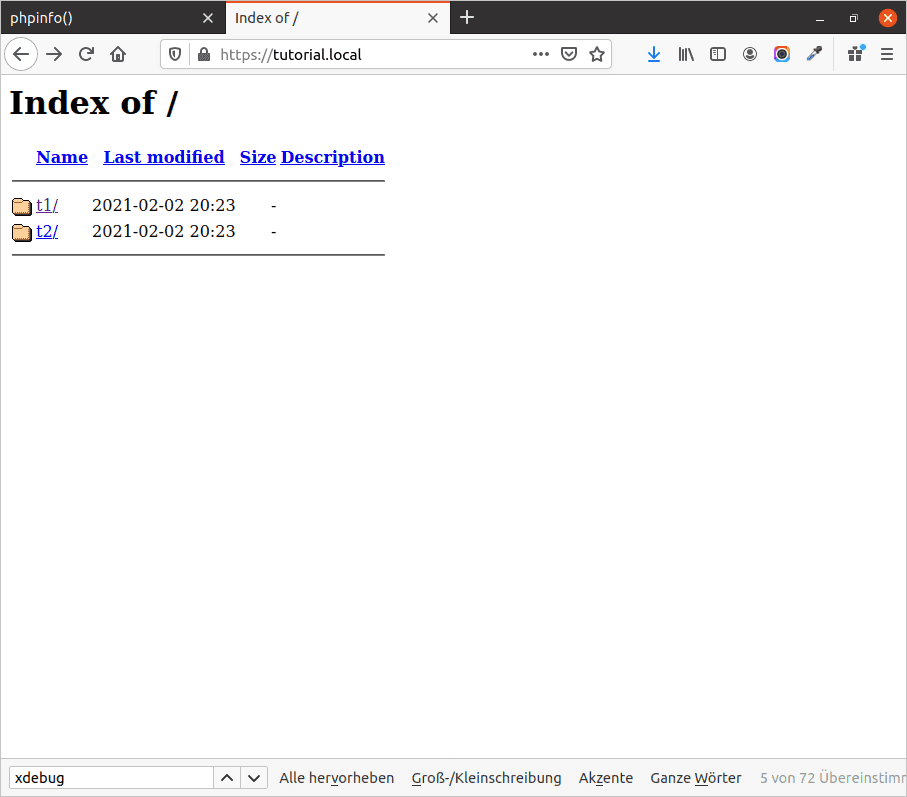 phpinfo()
Index of /
https://tutorial.local
Index of /
Name Last modified Size Description
t1/ 2021-02-02 20:23 -
t2/ 2021-02-02 20:23 -
xdebug Alle hervorheben Groß-/Kleinschreibung Akzente Ganze Wörter 5 von 72 Übereinstimm